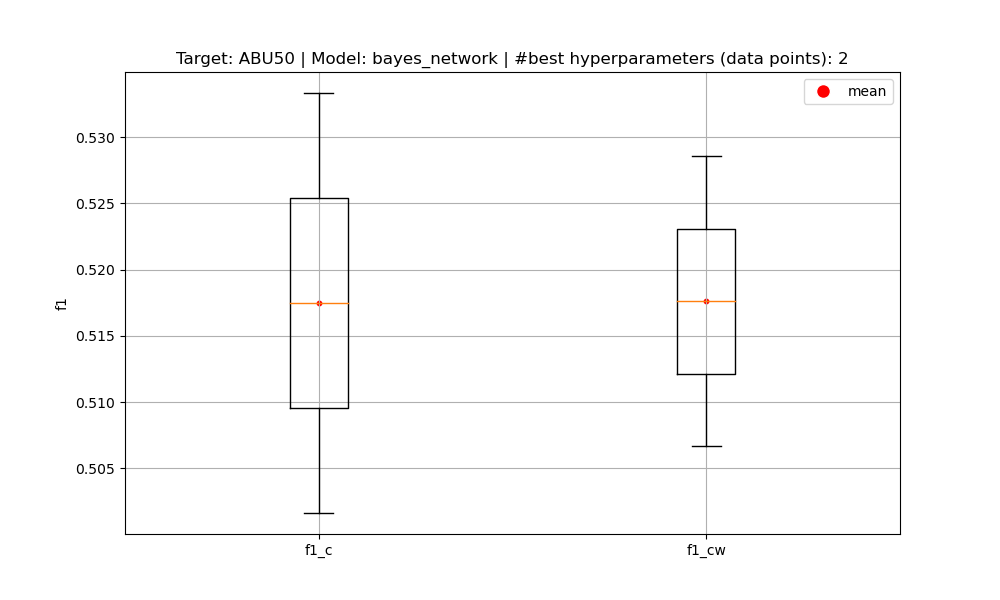 Target: ABU50 | Model: bayes_network | #best hyperparameters (data points): 2
mean
0.530
0.525
0.520
0.515
0.510
0.505
f1
f1_c
f1_cw